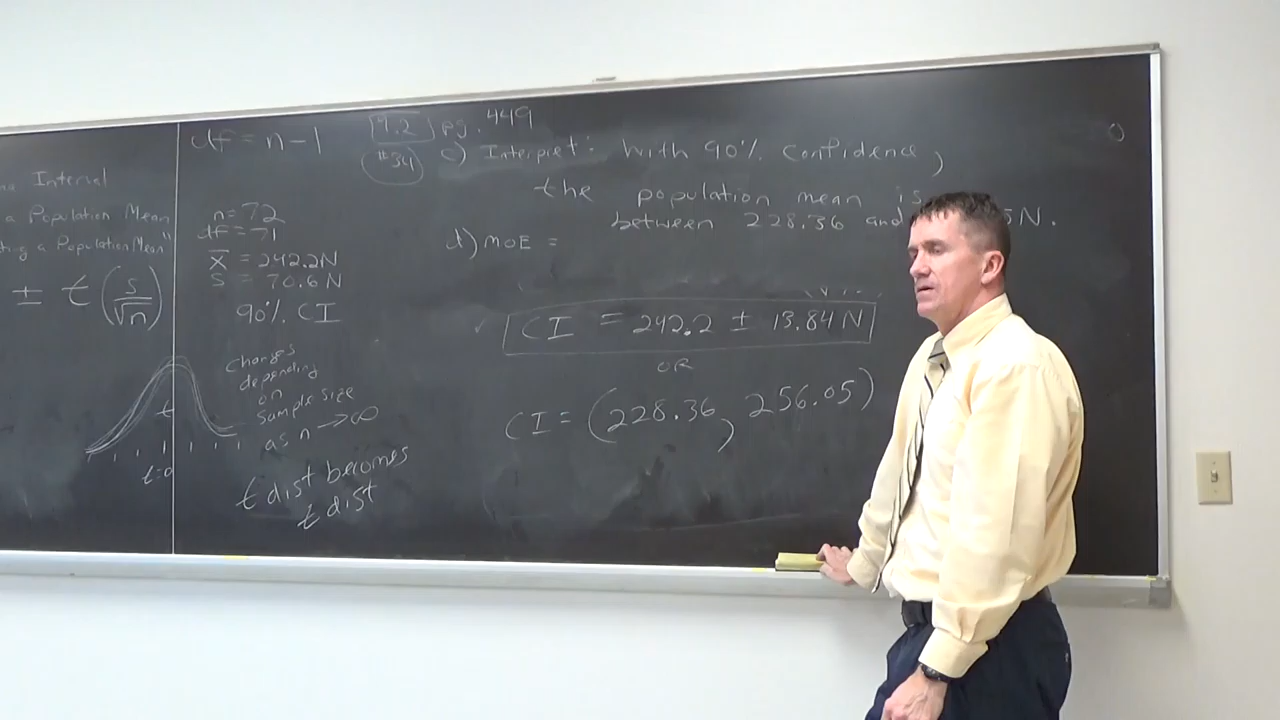 Interval
a Population Mean
a Population Mean"
± t (s/√n)
t
t=0
df = n-1
n=72
df = 71
x̄ = 242.2N
s = 70.6N
90% CI
changes
depending
on
sample size
as n → ∞
t dist becomes
z dist
9.2 pg. 449
#34 c) Interpret: With 90% confidence,
the population mean is
between 228.36 and 5N.
d) MOE =
CI = 242.2 ± 13.84 N
OR
CI = (228.36, 256.05)